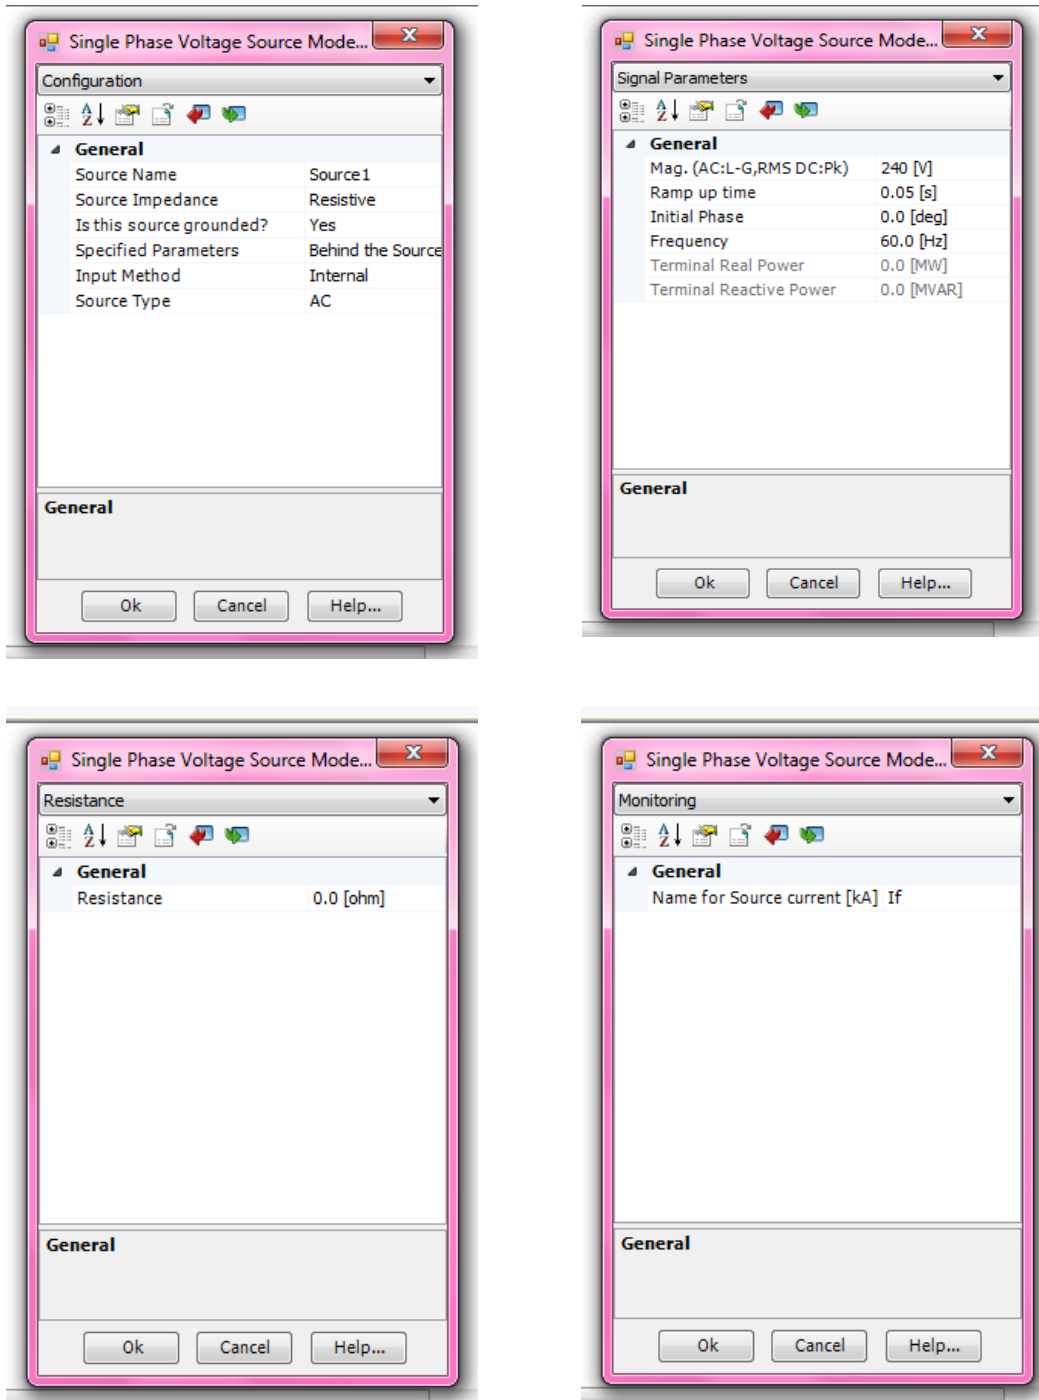 Single Phase Voltage Source Mode...
Configuration
General
Source Name Source1
Source Impedance Resistive
Is this source grounded? Yes
Specified Parameters Behind the Source
Input Method Internal
Source Type AC
General
Ok Cancel Help...
Single Phase Voltage Source Mode...
Signal Parameters
General
Mag. (AC:L-G,RMS DC:Pk) 240 [V]
Ramp up time 0.05 [s]
Initial Phase 0.0 [deg]
Frequency 60.0 [Hz]
Terminal Real Power 0.0 [MW]
Terminal Reactive Power 0.0 [MVAR]
General
Ok Cancel Help...
Single Phase Voltage Source Mode...
Resistance
General
Resistance 0.0 [ohm]
General
Ok Cancel Help...
Single Phase Voltage Source Mode...
Monitoring
General
Name for Source current [kA] If
General
Ok Cancel Help...